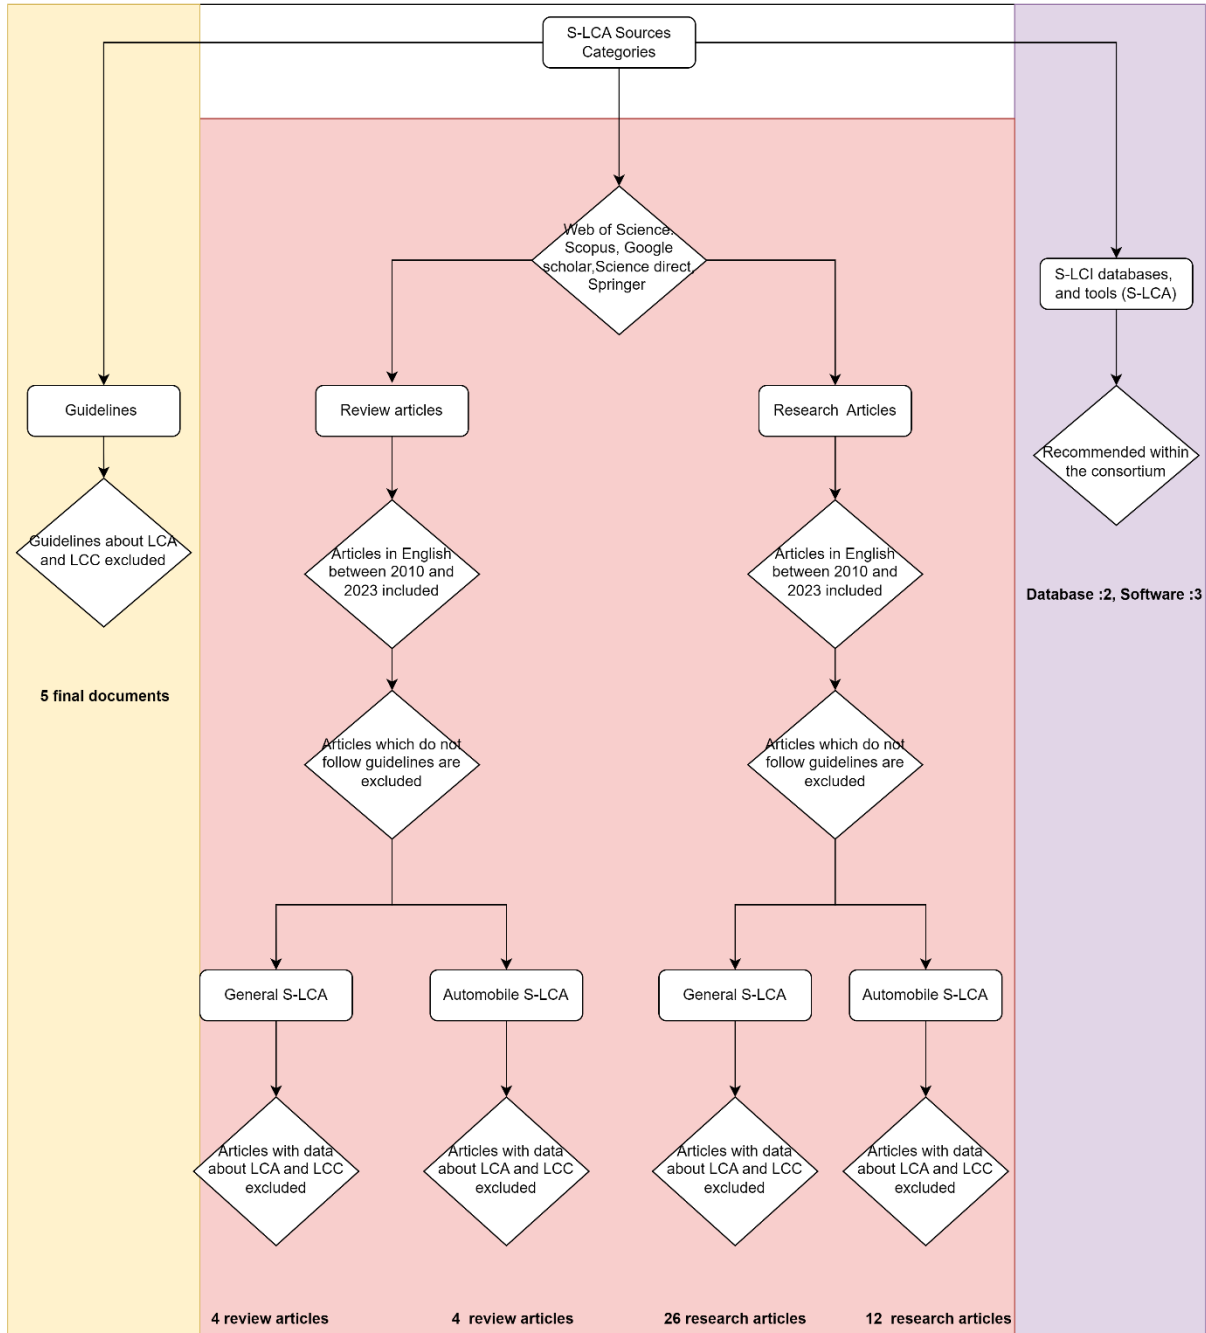 S-LCA Sources
Categories
Web of Science.
Scopus, Google
scholar,Science direct,
Springer
S-LCI databases,
and tools (S-LCA)
Guidelines
Review articles
Research Articles
Recommended within
the consortium
Guidelines about LCA
and LCC excluded
Articles in English
between 2010 and
2023 included
Articles in English
between 2010 and
2023 included
Database :2, Software :3
5 final documents
Articles which do not
follow guidelines are
excluded
Articles which do not
follow guidelines are
excluded
General S-LCA
Automobile S-LCA
General S-LCA
Automobile S-LCA
Articles with data
about LCA and LCC
excluded
Articles with data
about LCA and LCC
excluded
Articles with data
about LCA and LCC
excluded
Articles with data
about LCA and LCC
excluded
4 review articles
4 review articles
26 research articles
12 research articles